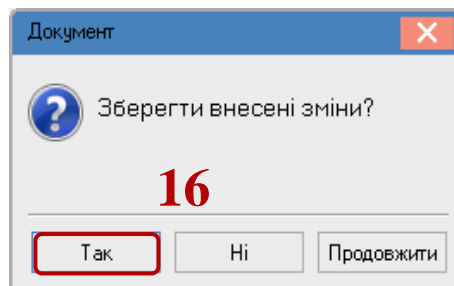 Документ
Зберегти внесені зміни?
16
Так Ні Продовжити